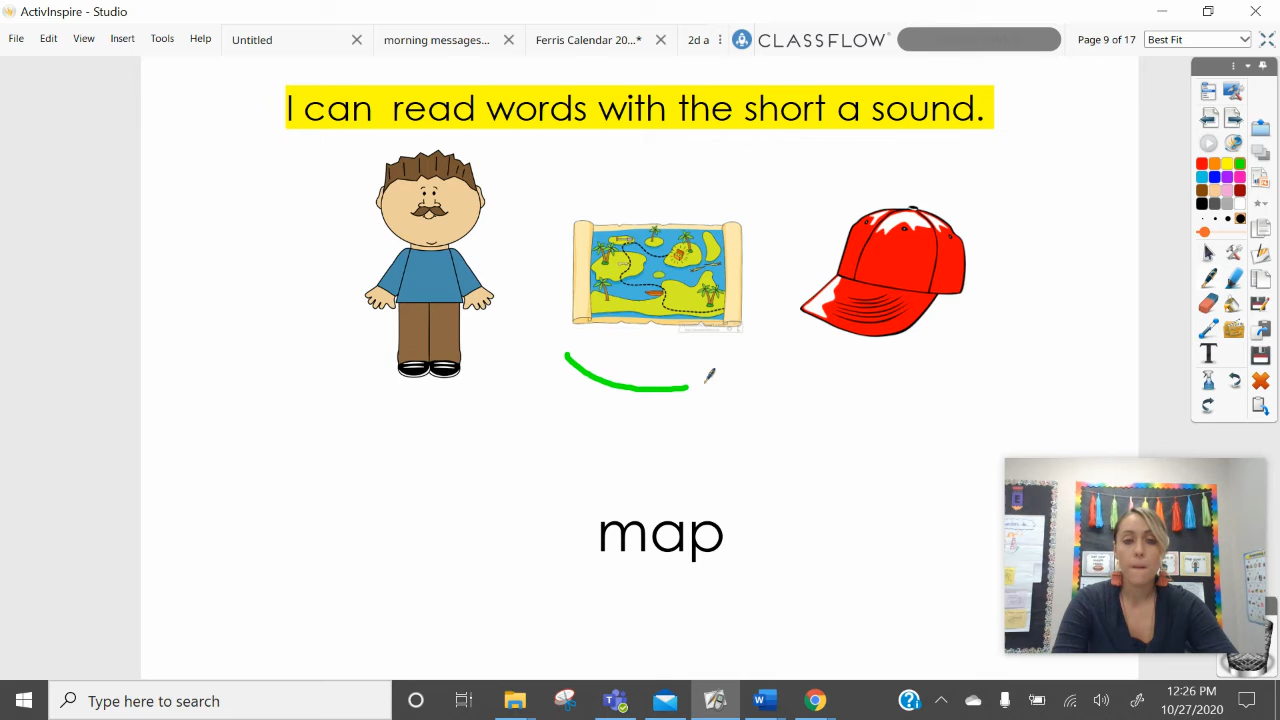 ActivInspire - Studio
File Edit View Insert Tools Help Untitled morning messages... Ferris Calendar 20...* 2d a CLASSFLOW Page 9 of 17 Best Fit
I can read words with the short a sound.
map
Type here to search
12:26 PM
10/27/2020